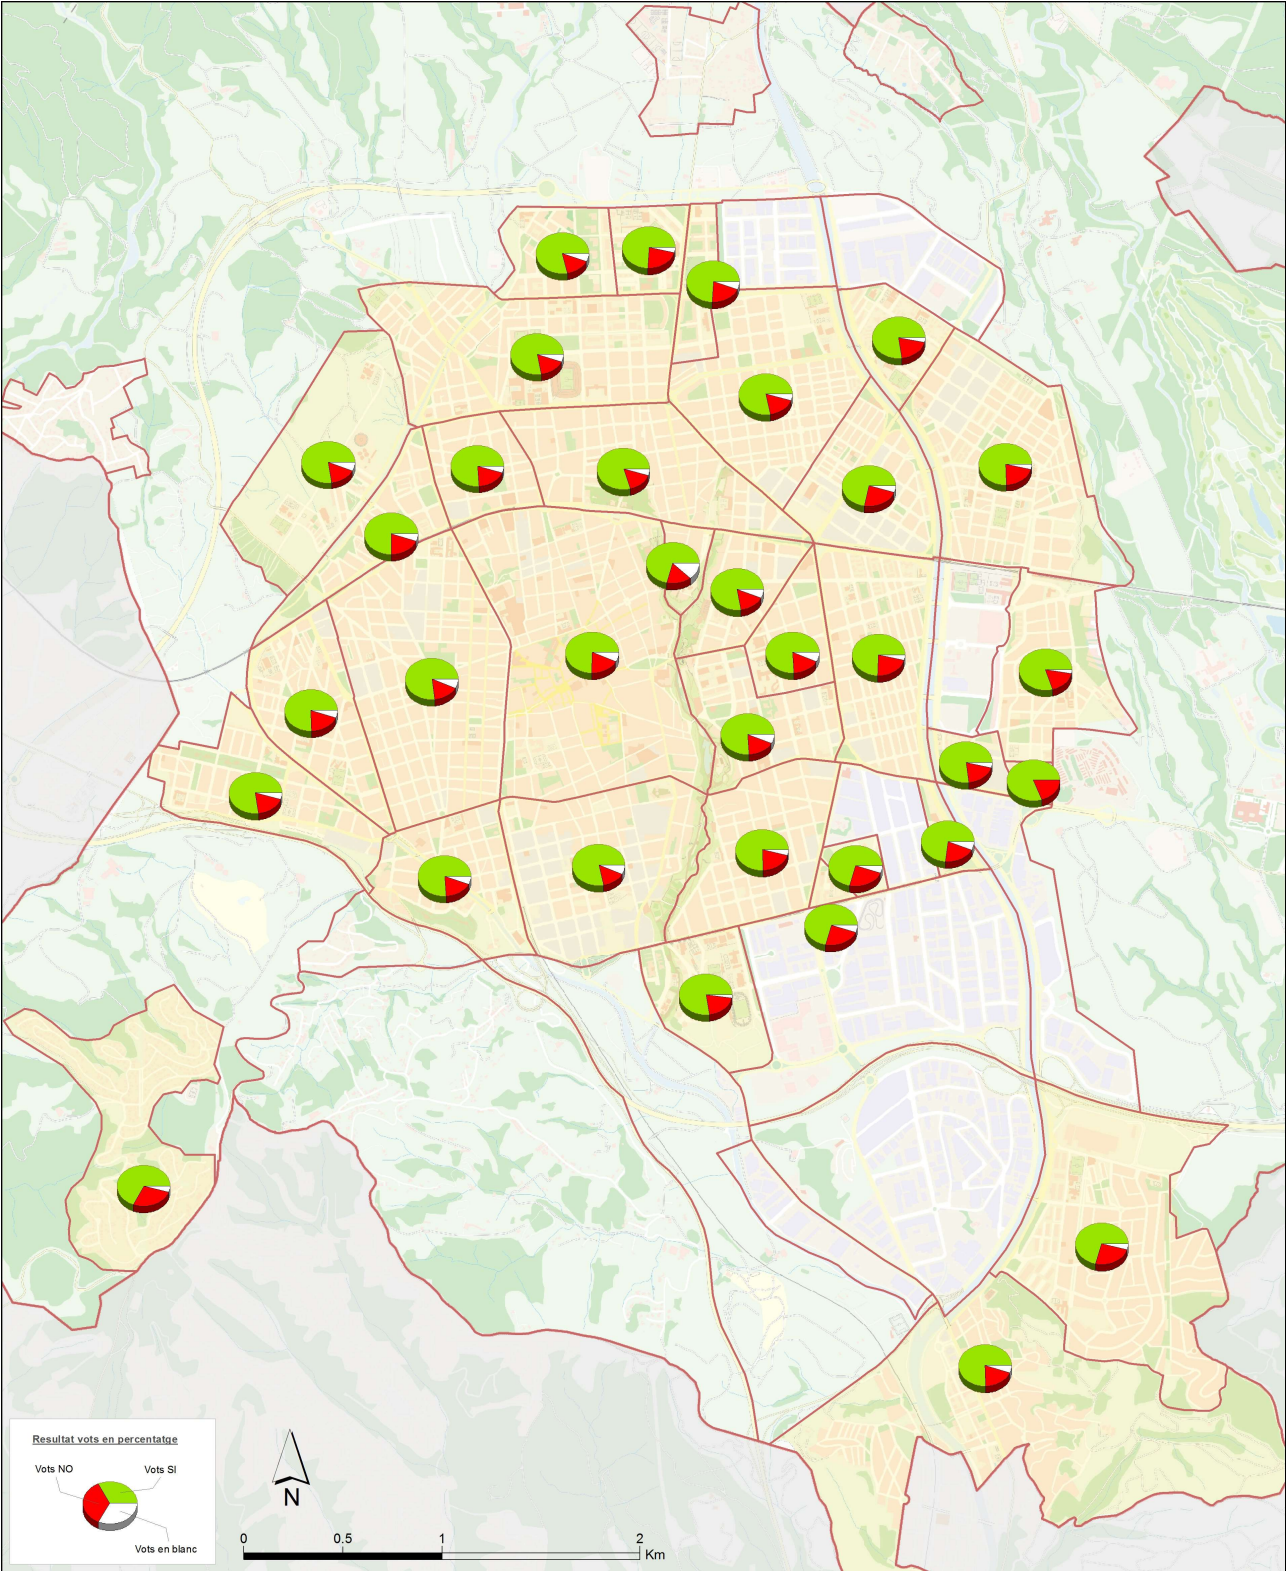 Resultat vots en percentatge
Vots NO
Vots SI
Vots en blanc
N
0 0.5 1 2
Km